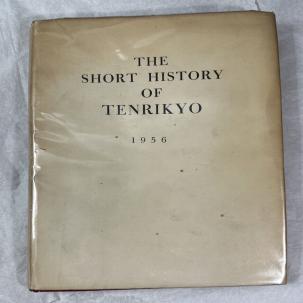 THE
SHORT HISTORY
OF
TENRIKYO
1956